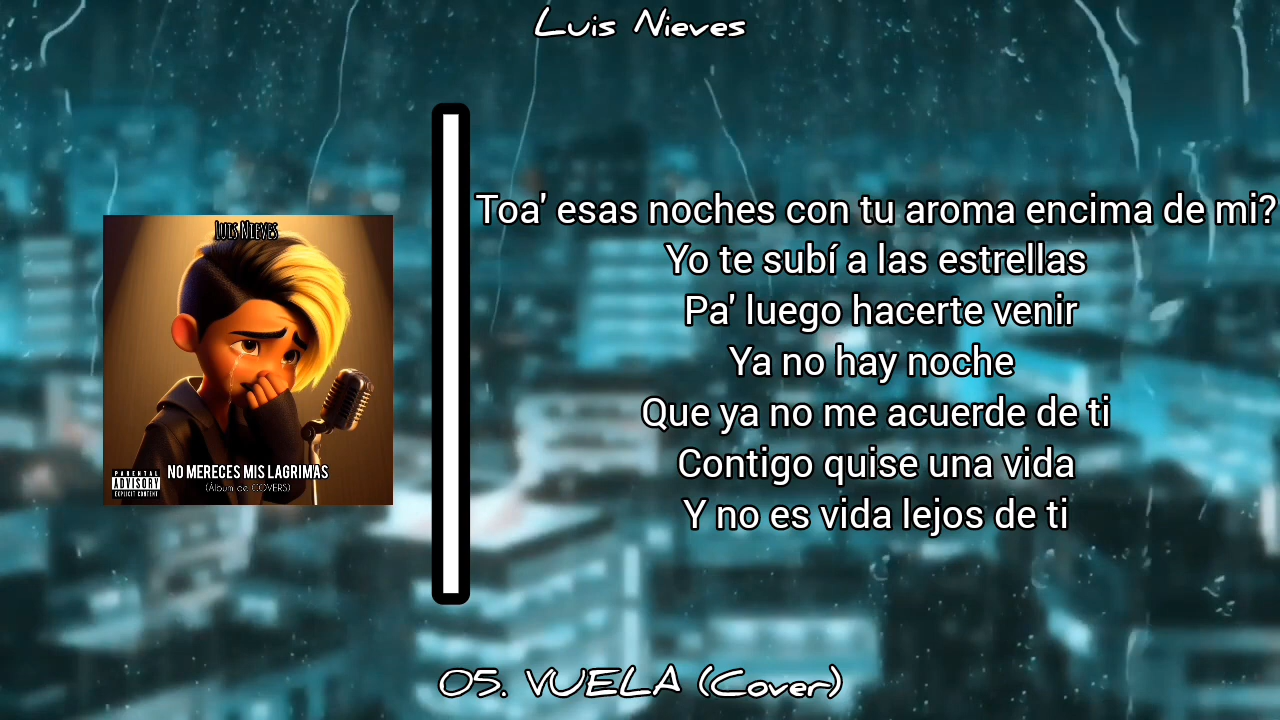 Luis Nieves
Toa' esas noches con tu aroma encima de mi?
Yo te subí a las estrellas
Pa' luego hacerte venir
Ya no hay noche
Que ya no me acuerde de ti
Contigo quise una vida
Y no es vida lejos de ti
LUIS NIEVES
NO MERECES MIS LAGRIMAS
(Álbum de COVERS)
PARENTAL
ADVISORY
EXPLICIT CONTENT
05. VUELA (Cover)